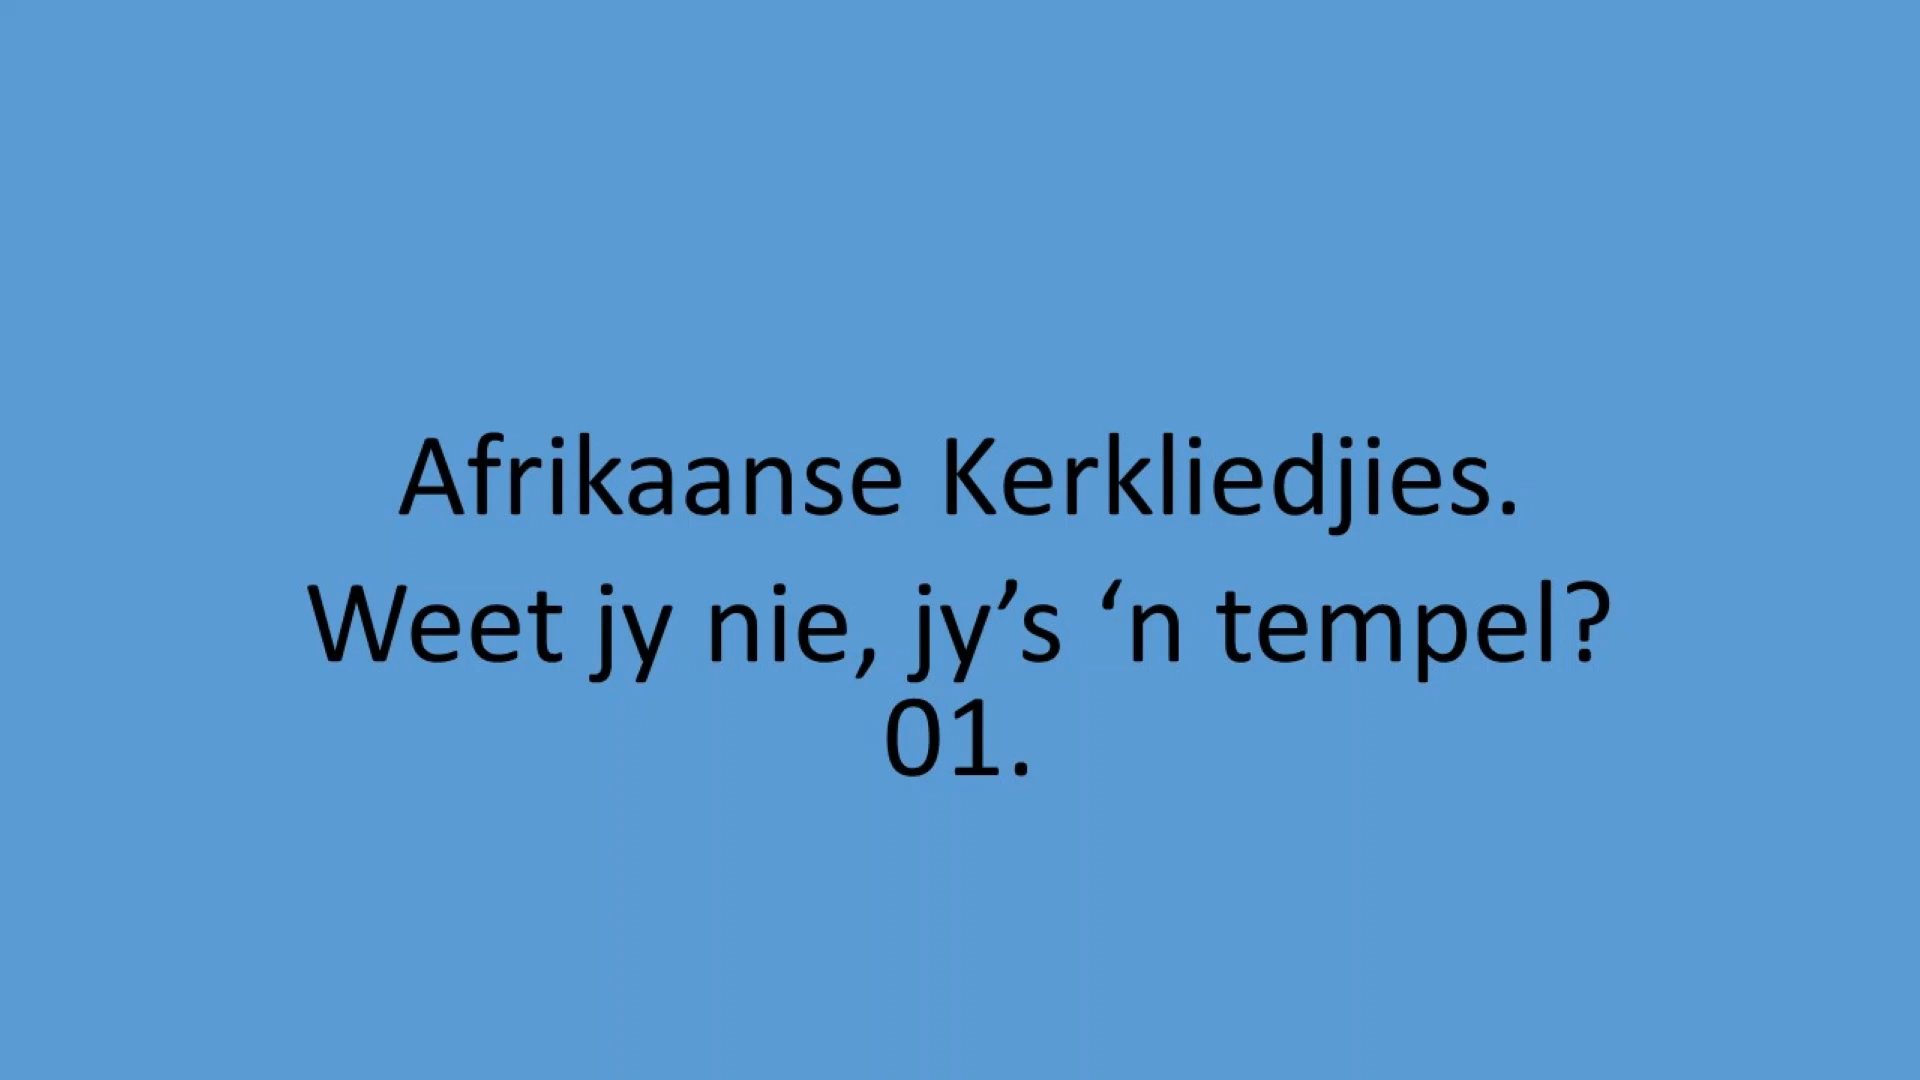 Afrikaanse Kerkliedjies.
Weet jy nie, jy’s ‘n tempel?
01.